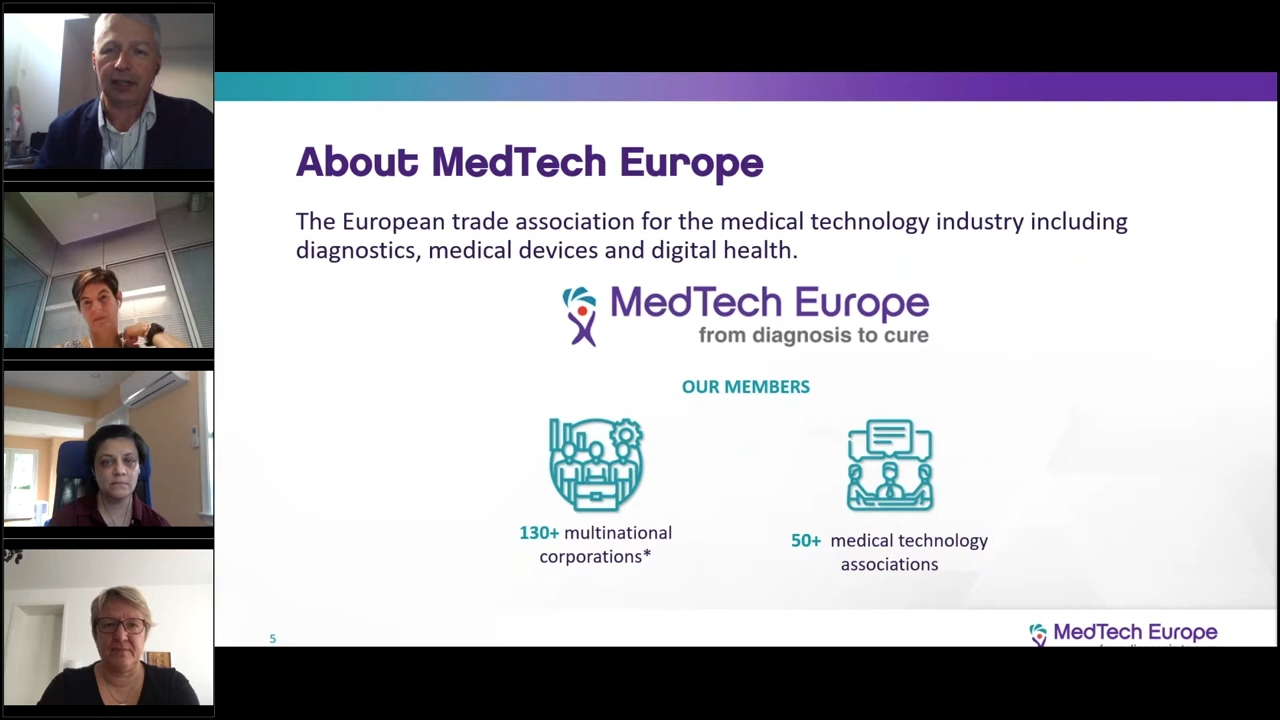 About MedTech Europe
The European trade association for the medical technology industry including
diagnostics, medical devices and digital health.
MedTech Europe
from diagnosis to cure
OUR MEMBERS
130+ multinational
corporations*
50+ medical technology
associations
5
MedTech Europe